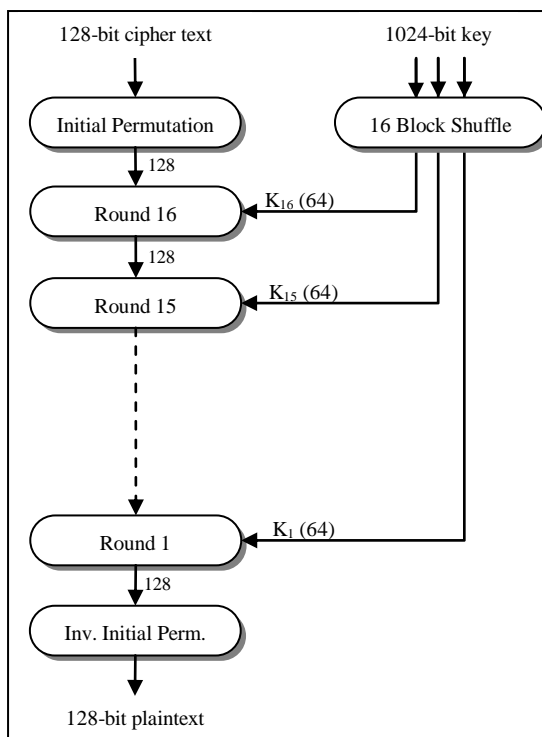 128-bit cipher text
1024-bit key
Initial Permutation
16 Block Shuffle
128
K₁₆ (64)
Round 16
128
K₁₅ (64)
Round 15
K₁ (64)
Round 1
128
Inv. Initial Perm.
128-bit plaintext